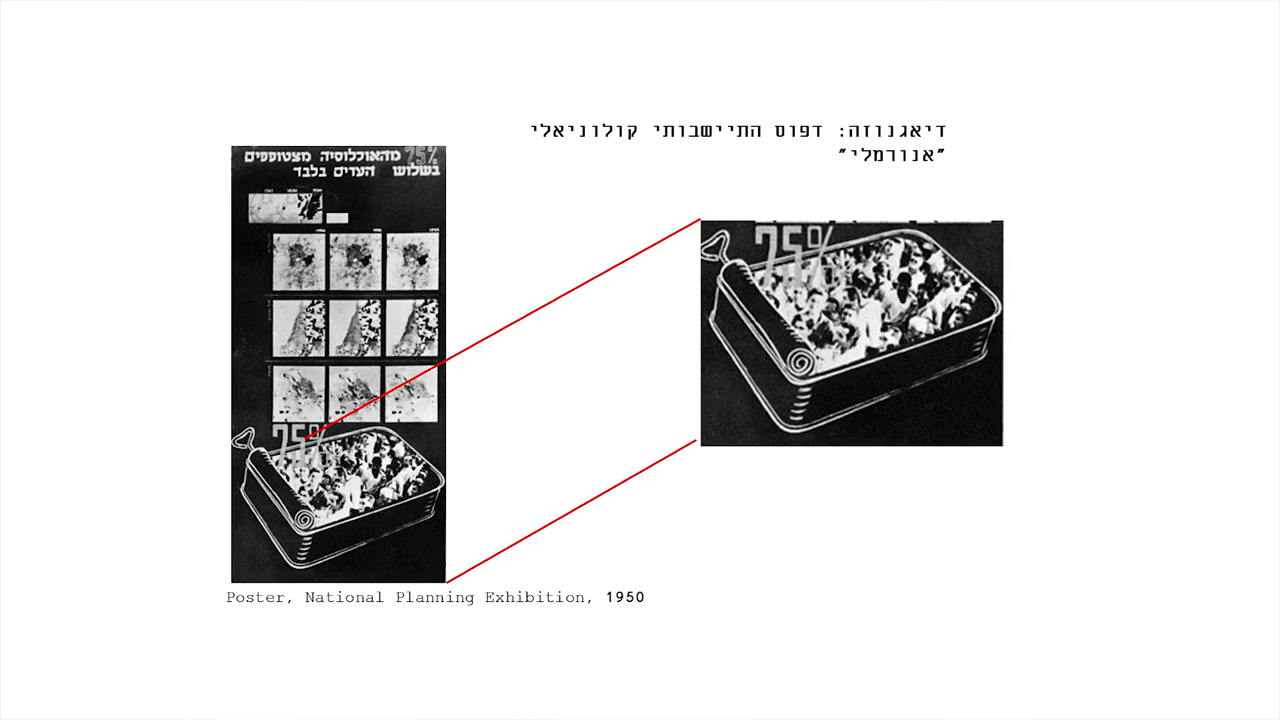 דיאגנוזה: דפוס התיישבותי קולוניאלי
"אנורמלי"
75% מהאוכלוסיה מצטופפים
בשלוש הערים בלבד
75%
75%
Poster, National Planning Exhibition, 1950